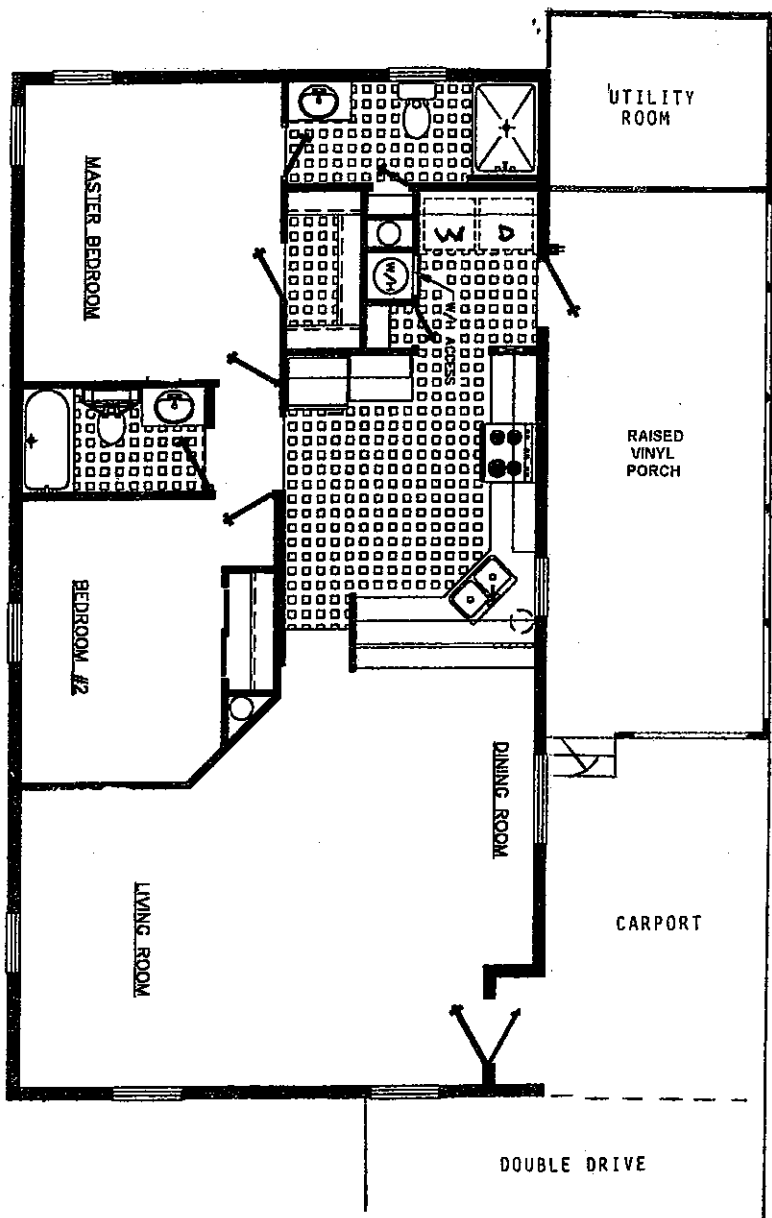 UTILITY
ROOM
MASTER BEDROOM
W
D
W/H
W/H ACCESS
RAISED
VINYL
PORCH
BEDROOM #2
DINING ROOM
LIVING ROOM
CARPORT
DOUBLE DRIVE